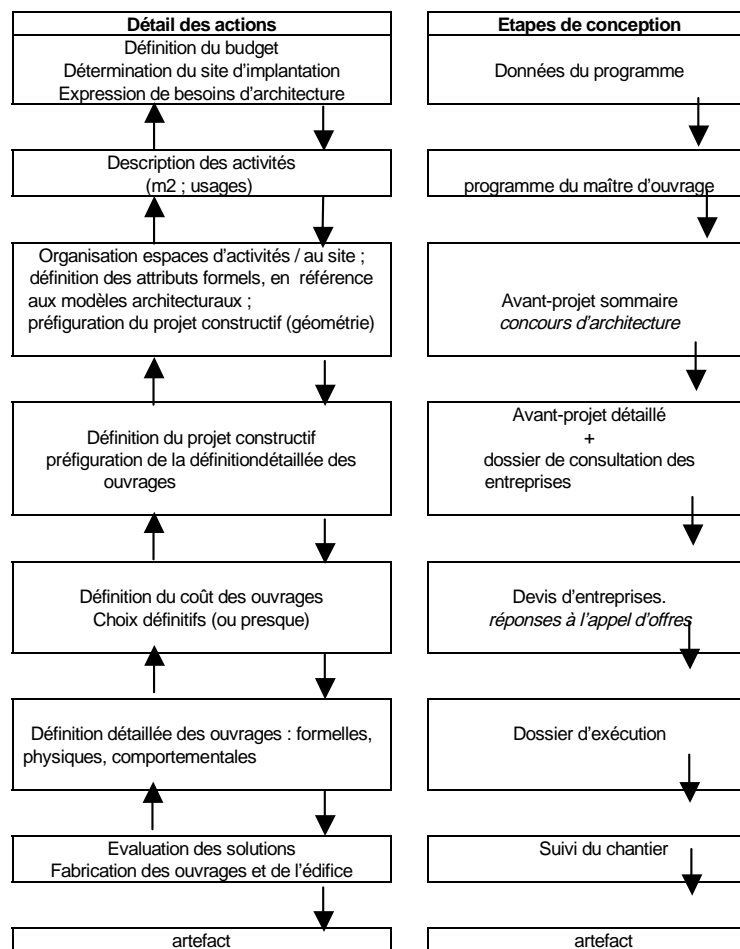 Détail des actions
Définition du budget
Détermination du site d'implantation
Expression de besoins d'architecture
Description des activités
(m2 ; usages)
Organisation espaces d'activités / au site ;
définition des attributs formels, en référence
aux modèles architecturaux ;
préfiguration du projet constructif (géométrie)
Définition du projet constructif
préfiguration de la définitiondétaillée des
ouvrages
Définition du coût des ouvrages
Choix définitifs (ou presque)
Définition détaillée des ouvrages : formelles,
physiques, comportementales
Evaluation des solutions
Fabrication des ouvrages et de l'édifice
artefact
Etapes de conception
Données du programme
programme du maître d'ouvrage
Avant-projet sommaire
concours d'architecture
Avant-projet détaillé
+
dossier de consultation des
entreprises
Devis d'entreprises.
réponses à l'appel d'offres
Dossier d'exécution
Suivi du chantier
artefact